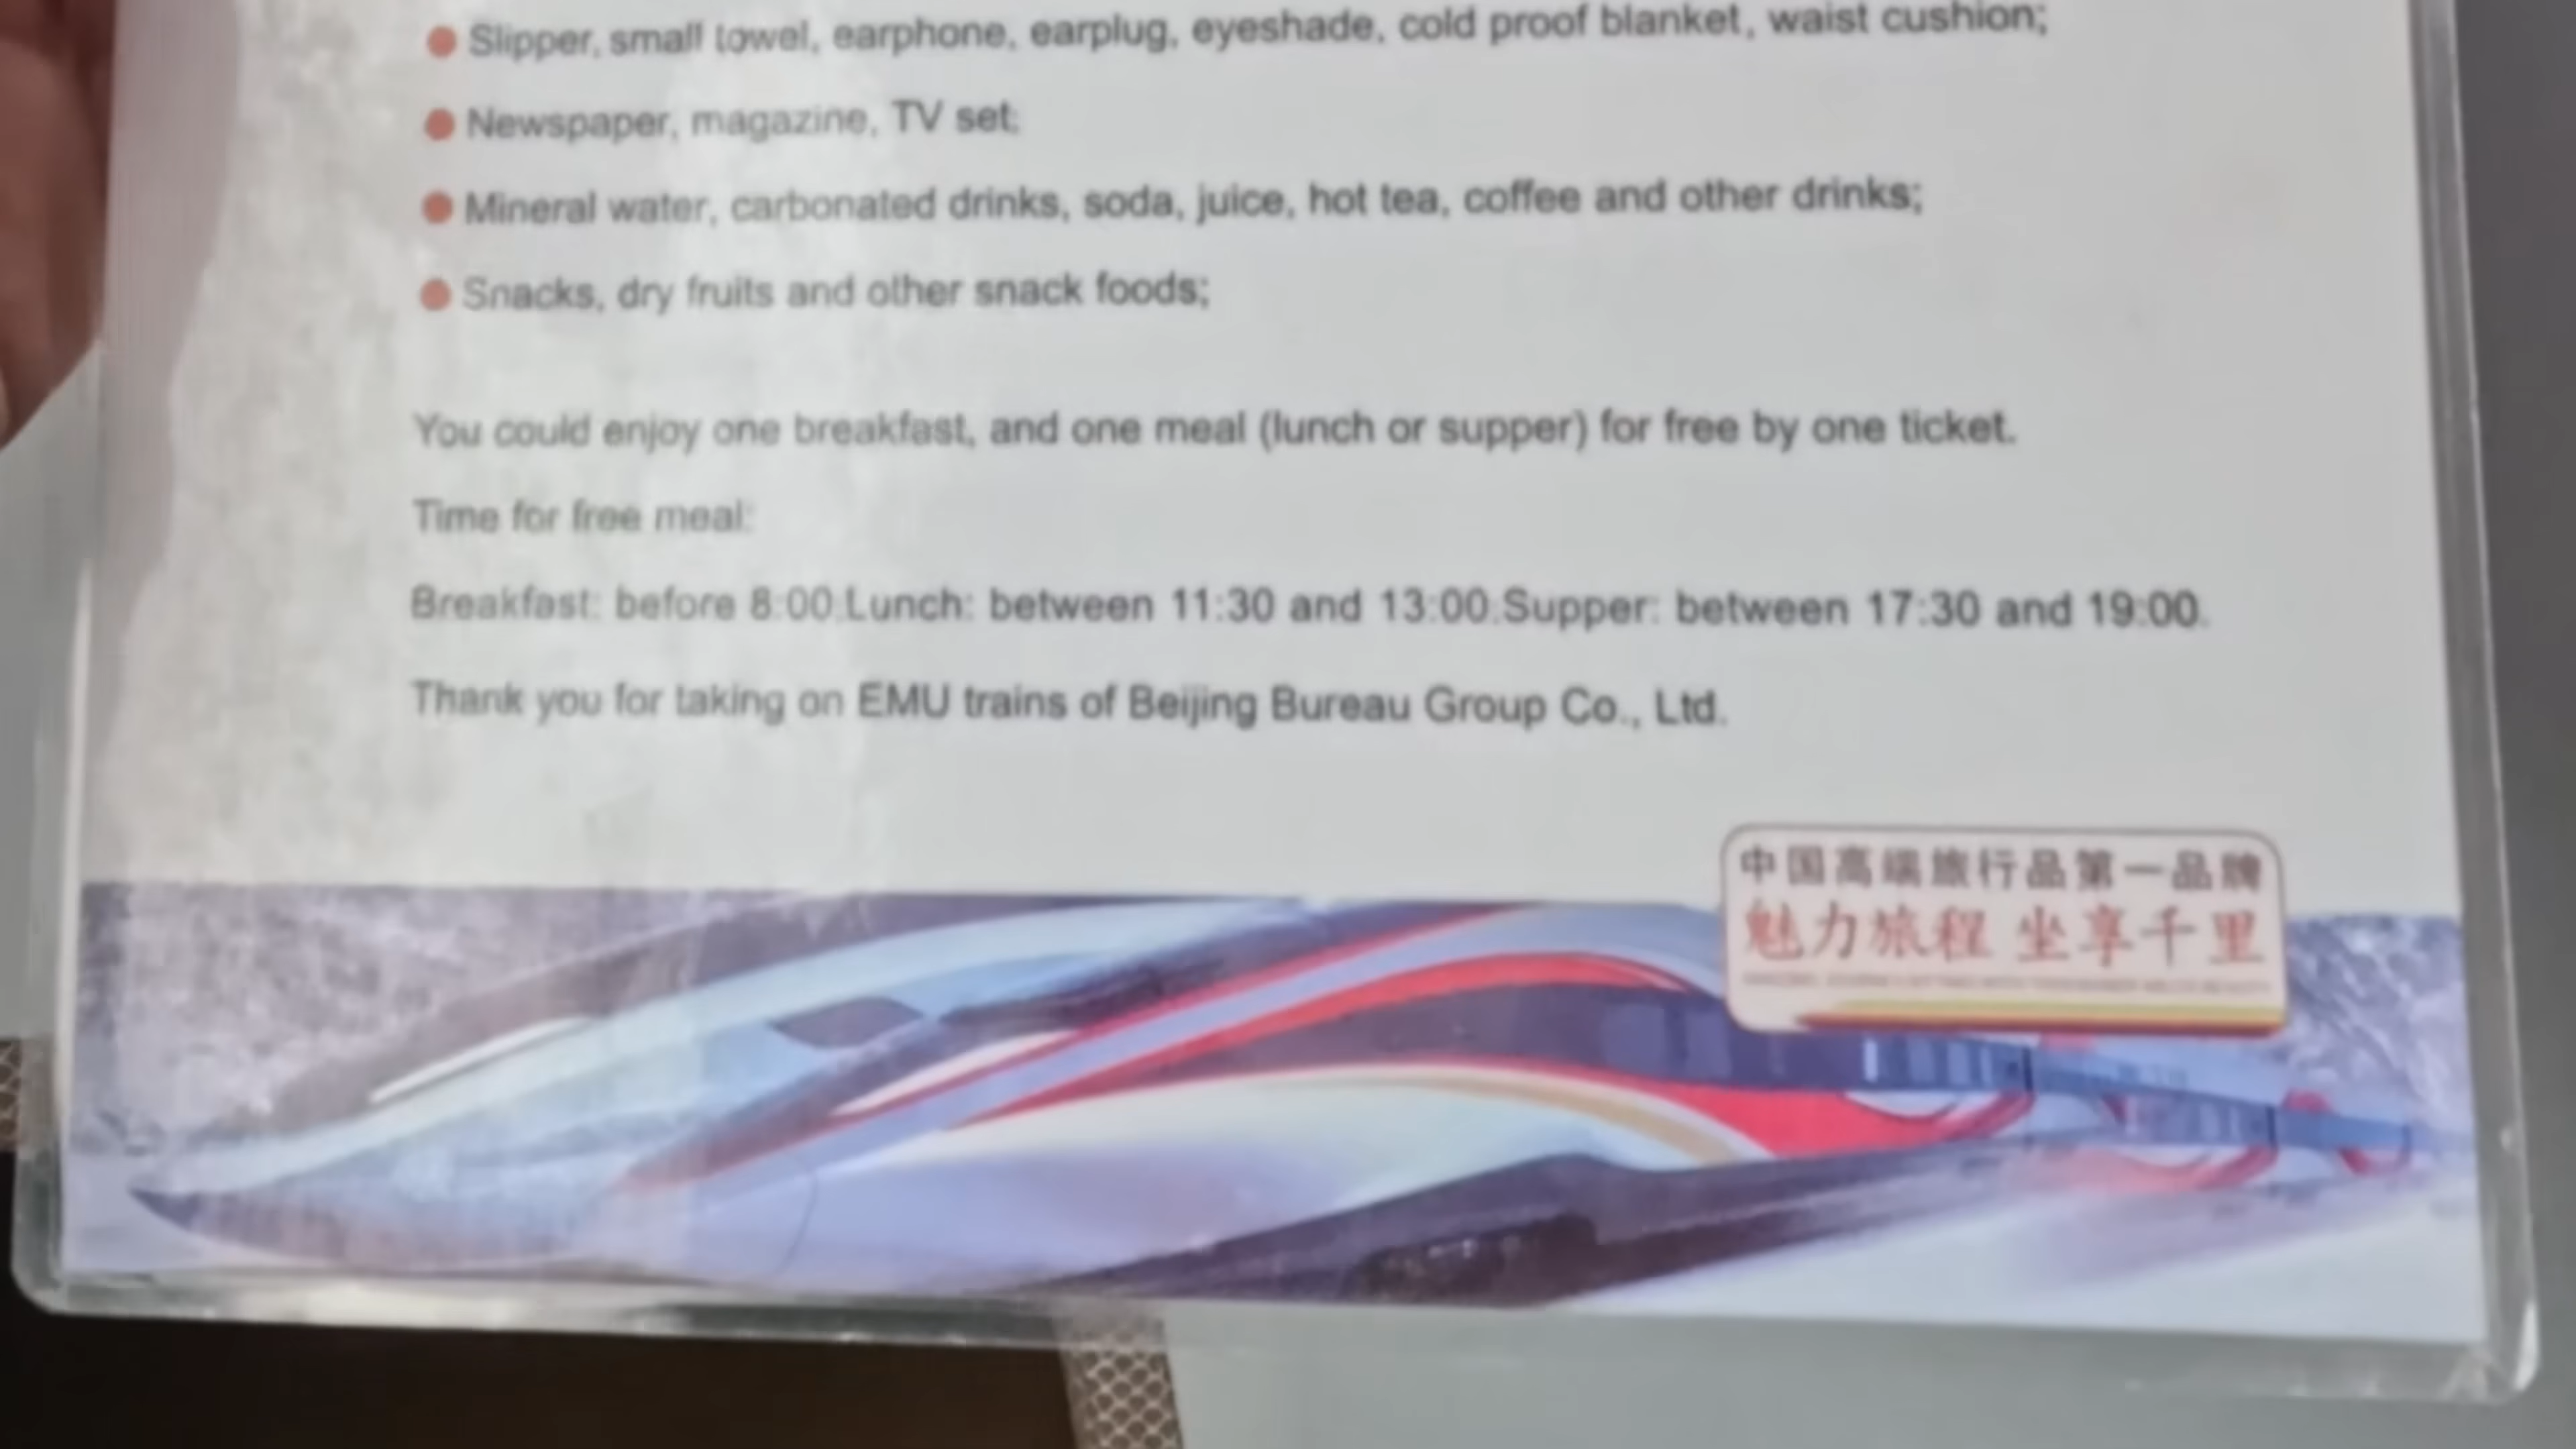 Slipper, small towel, earphone, earplug, eyeshade, cold proof blanket, waist cushion;
Newspaper, magazine, TV set;
Mineral water, carbonated drinks, soda, juice, hot tea, coffee and other drinks;
Snacks, dry fruits and other snack foods;
You could enjoy one breakfast, and one meal (lunch or supper) for free by one ticket.
Time for free meal:
Breakfast: before 8:00.Lunch: between 11:30 and 13:00.Supper: between 17:30 and 19:00.
Thank you for taking on EMU trains of Beijing Bureau Group Co., Ltd.
中国高端旅行品第一品牌
魅力旅程 坐享千里